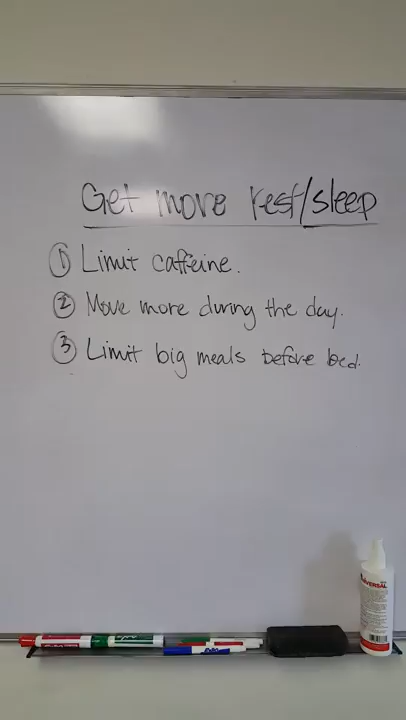 Get more rest/sleep
① Limit caffeine.
② Move more during the day.
③ Limit big meals before bed.
UNIVERSAL